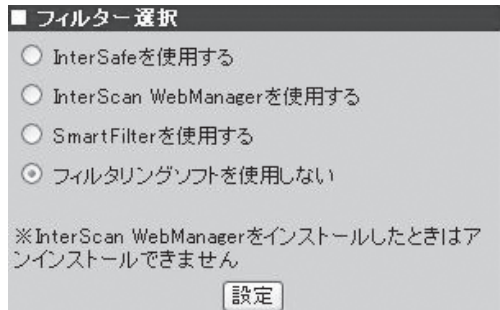 ■ フィルター選択
InterSafeを使用する
InterScan WebManagerを使用する
SmartFilterを使用する
フィルタリングソフトを使用しない
※InterScan WebManagerをインストールしたときはア
ンインストールできません
設定